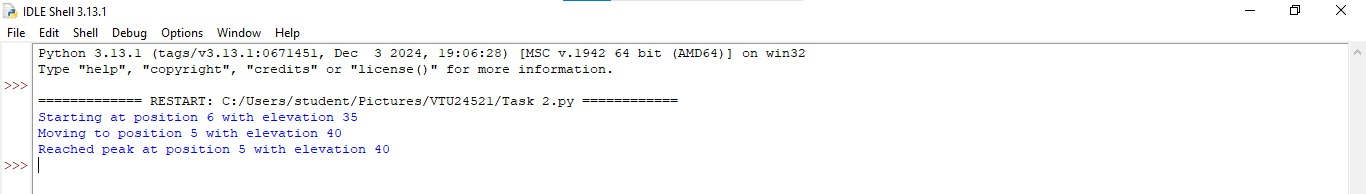 IDLE Shell 3.13.1
File Edit Shell Debug Options Window Help
Python 3.13.1 (tags/v3.13.1:0671451, Dec  3 2024, 19:06:28) [MSC v.1942 64 bit (AMD64)] on win32
Type "help", "copyright", "credits" or "license()" for more information.
>>>
============= RESTART: C:/Users/student/Pictures/VTU24521/Task 2.py ============
Starting at position 6 with elevation 35
Moving to position 5 with elevation 40
Reached peak at position 5 with elevation 40
>>>